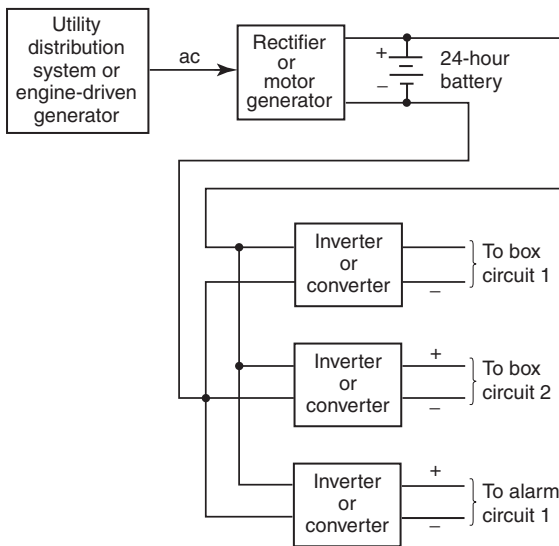 Utility
distribution
system or
engine-driven
generator
ac
Rectifier
or
motor
generator
+
–
24-hour
battery
Inverter
or
converter
–
To box
circuit 1
Inverter
or
converter
+
–
To box
circuit 2
Inverter
or
converter
+
–
To alarm
circuit 1